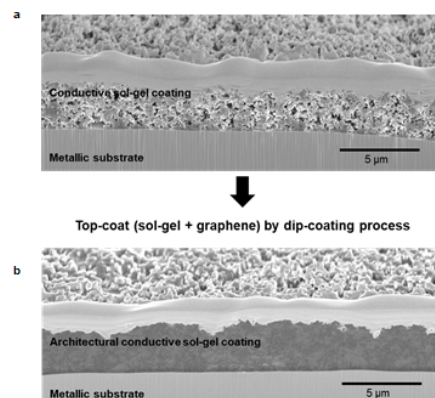 a
Conductive sol-gel coating
Metallic substrate
5 µm
Top-coat (sol-gel + graphene) by dip-coating process
b
Architectural conductive sol-gel coating
Metallic substrate
5 µm